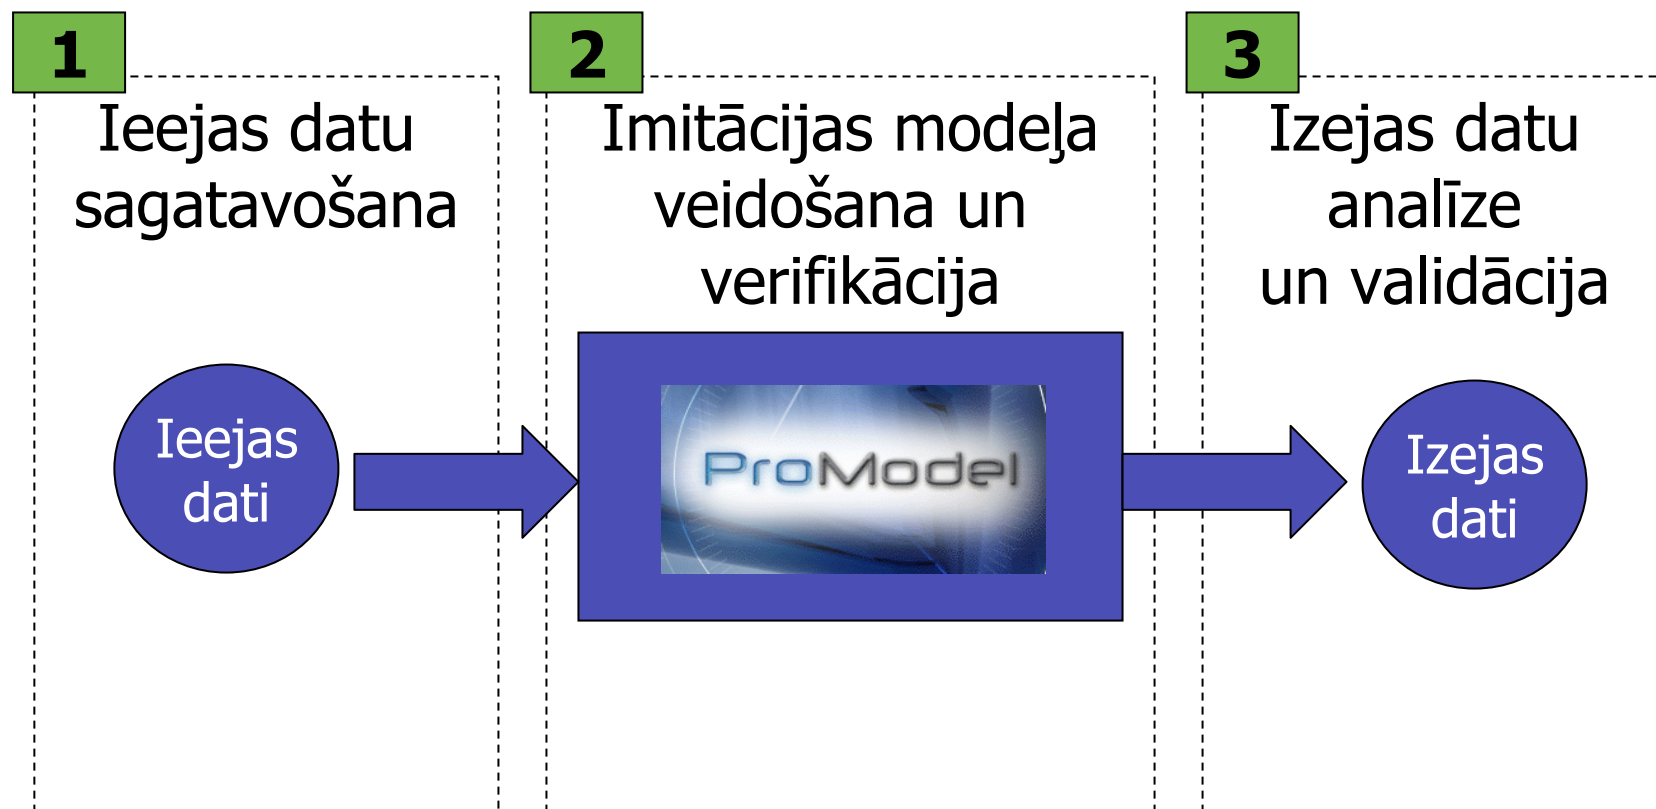 1
Ieejas datu
sagatavošana
Ieejas
dati
2
Imitācijas modeļa
veidošana un
verifikācija
ProModel
3
Izejas datu
analīze
un validācija
Izejas
dati